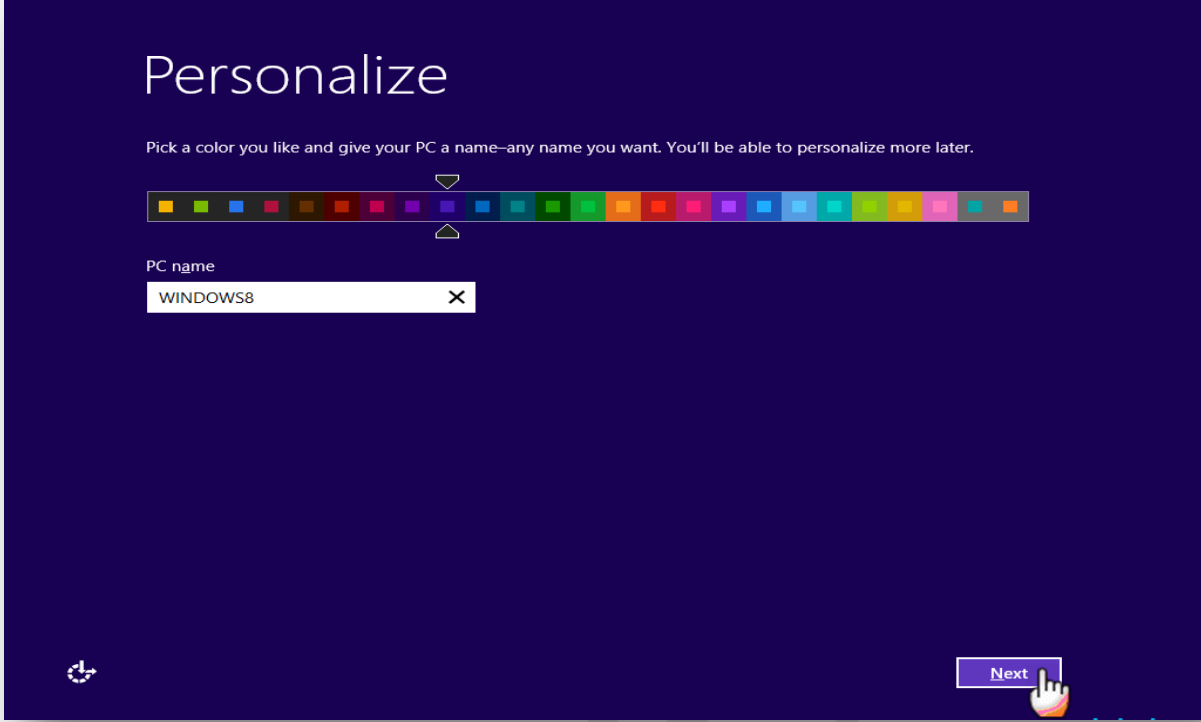 Personalize
Pick a color you like and give your PC a name–any name you want. You'll be able to personalize more later.
PC name
WINDOWS8
Next